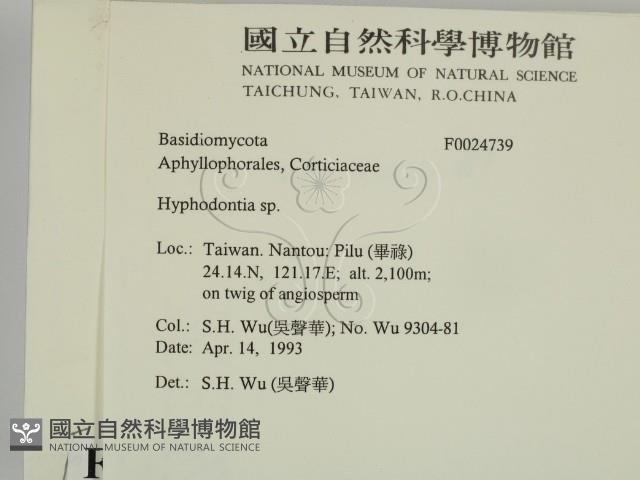 國立自然科學博物館
NATIONAL MUSEUM OF NATURAL SCIENCE
TAICHUNG, TAIWAN, R.O.CHINA
Basidiomycota F0024739
Aphyllophorales, Corticiaceae
Hyphodontia sp.
Loc.: Taiwan. Nantou: Pilu (畢祿)
24.14.N, 121.17.E; alt. 2,100m;
on twig of angiosperm
Col.: S.H. Wu(吳聲華); No. Wu 9304-81
Date: Apr. 14, 1993
Det.: S.H. Wu (吳聲華)
國立自然科學博物館
NATIONAL MUSEUM OF NATURAL SCIENCE